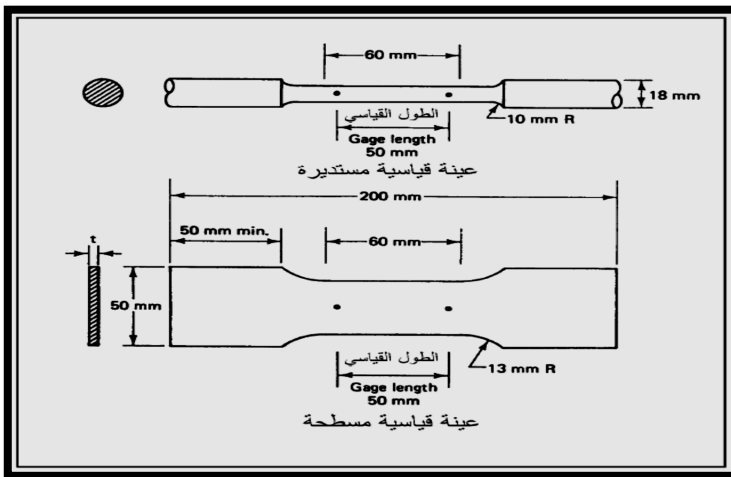 60 mm
18 mm
10 mm R
الطول القياسي
Gage length
50 mm
عينة قياسية مستديرة
200 mm
50 mm min.
60 mm
t
50 mm
الطول القياسي
13 mm R
Gage length
50 mm
عينة قياسية مسطحة